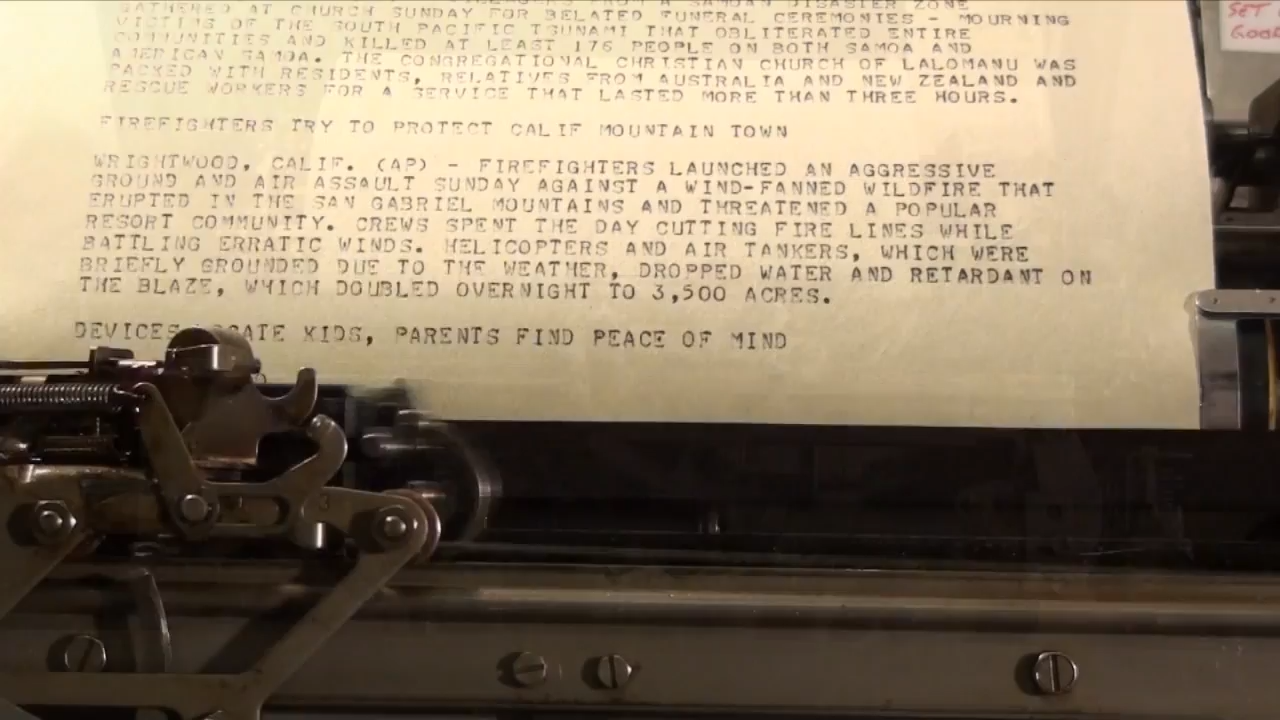 GATHERED AT CHURCH SUNDAY FOR BELATED FUNERAL CEREMONIES - MOURNING
VICTIMS OF THE SOUTH PACIFIC TSUNAMI THAT OBLITERATED ENTIRE
COMMUNITIES AND KILLED AT LEAST 176 PEOPLE ON BOTH SAMOA AND
AMERICAN SAMOA. THE CONGREGATIONAL CHRISTIAN CHURCH OF LALOMANU WAS
PACKED WITH RESIDENTS, RELATIVES FROM AUSTRALIA AND NEW ZEALAND AND
RESCUE WORKERS FOR A SERVICE THAT LASTED MORE THAN THREE HOURS.
FIREFIGHTERS TRY TO PROTECT CALIF MOUNTAIN TOWN
WRIGHTWOOD, CALIF. (AP) - FIREFIGHTERS LAUNCHED AN AGGRESSIVE
GROUND AND AIR ASSAULT SUNDAY AGAINST A WIND-FANNED WILDFIRE THAT
ERUPTED IN THE SAN GABRIEL MOUNTAINS AND THREATENED A POPULAR
RESORT COMMUNITY. CREWS SPENT THE DAY CUTTING FIRE LINES WHILE
BATTLING ERRATIC WINDS. HELICOPTERS AND AIR TANKERS, WHICH WERE
BRIEFLY GROUNDED DUE TO THE WEATHER, DROPPED WATER AND RETARDANT ON
THE BLAZE, WHICH DOUBLED OVERNIGHT TO 3,500 ACRES.
DEVICES KIDS, PARENTS FIND PEACE OF MIND
SET